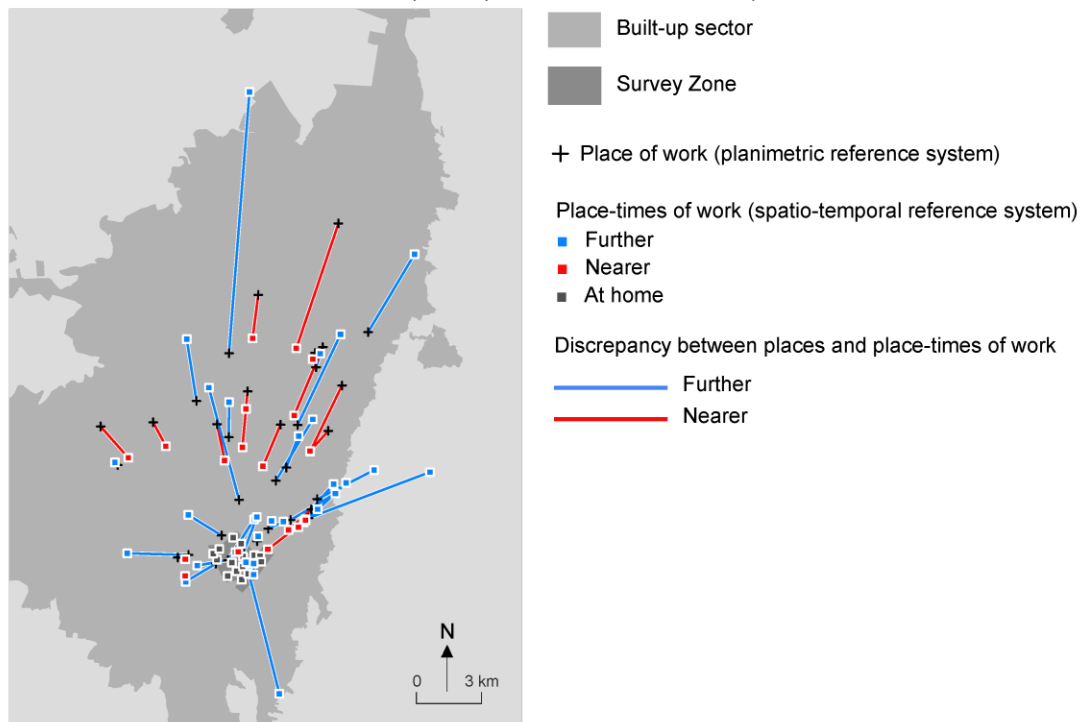 Built-up sector
Survey Zone
Place of work (planimetric reference system)
Place-times of work (spatio-temporal reference system)
Further
Nearer
At home
Discrepancy between places and place-times of work
Further
Nearer
N
0 3 km